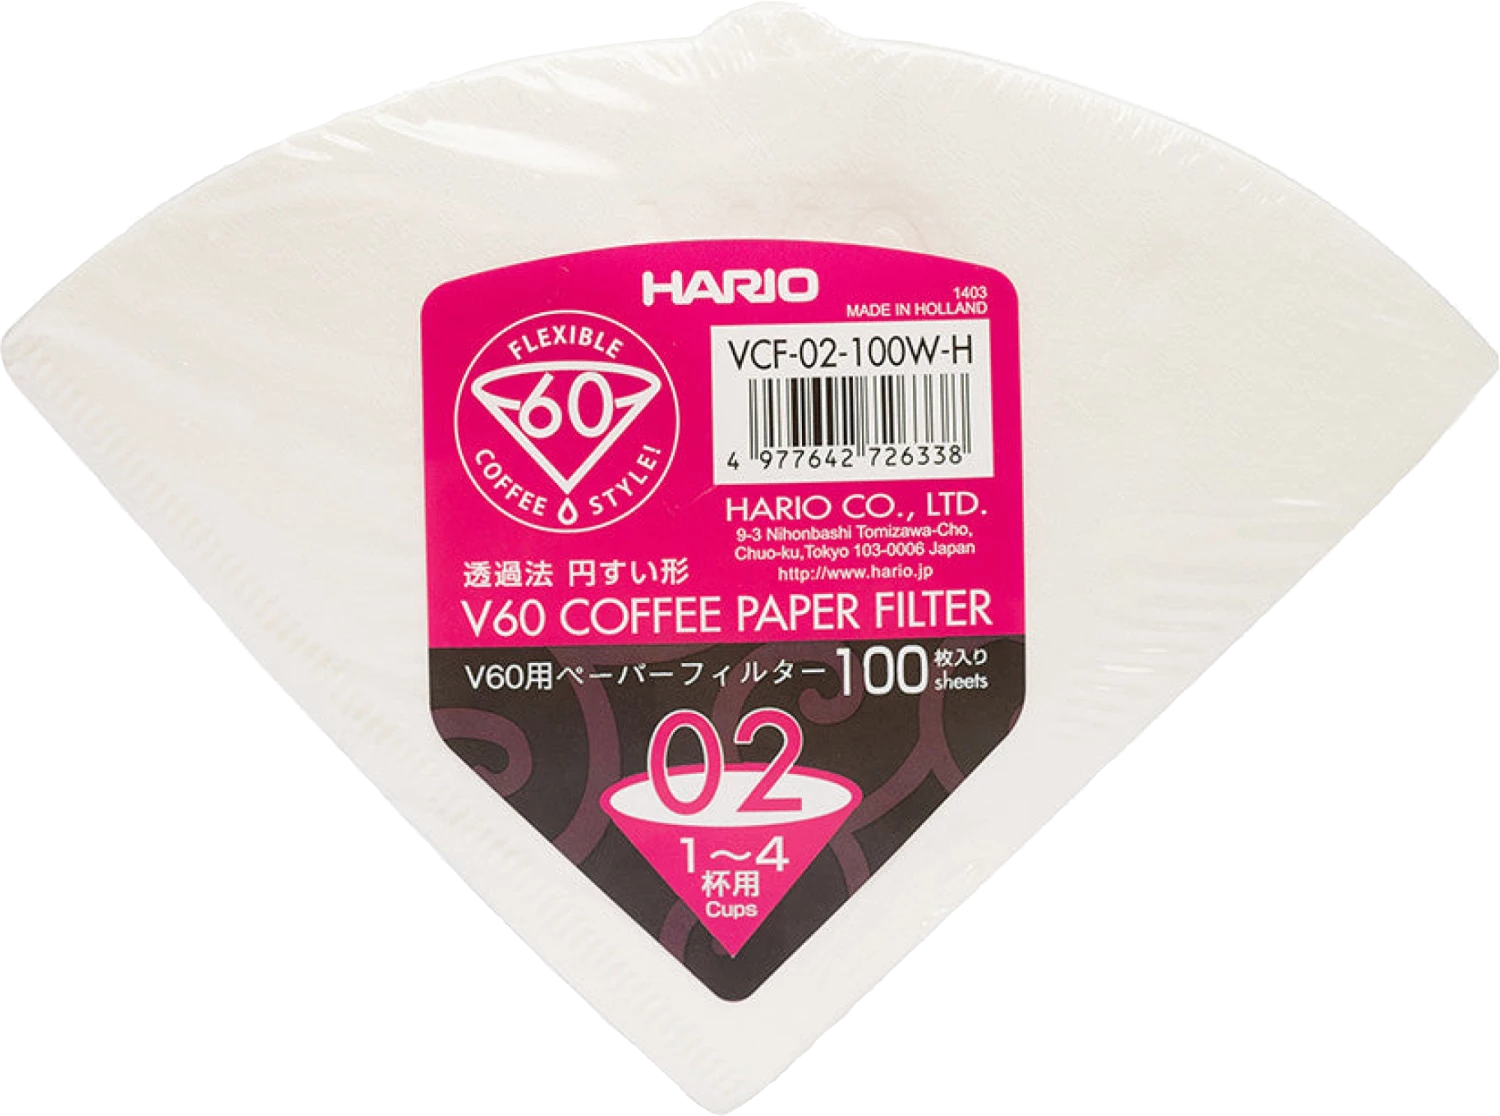 HARIO
1403
MADE IN HOLLAND
FLEXIBLE
60
COFFEE STYLE!
VCF-02-100W-H
4 977642 726338
HARIO CO., LTD.
9-3 Nihonbashi Tomizawa-Cho,
Chuo-ku,Tokyo 103-0006 Japan
http://www.hario.jp
透過法 円すい形
V60 COFFEE PAPER FILTER
V60用ペーパーフィルター100枚入り
sheets
02
1〜4
杯用
Cups